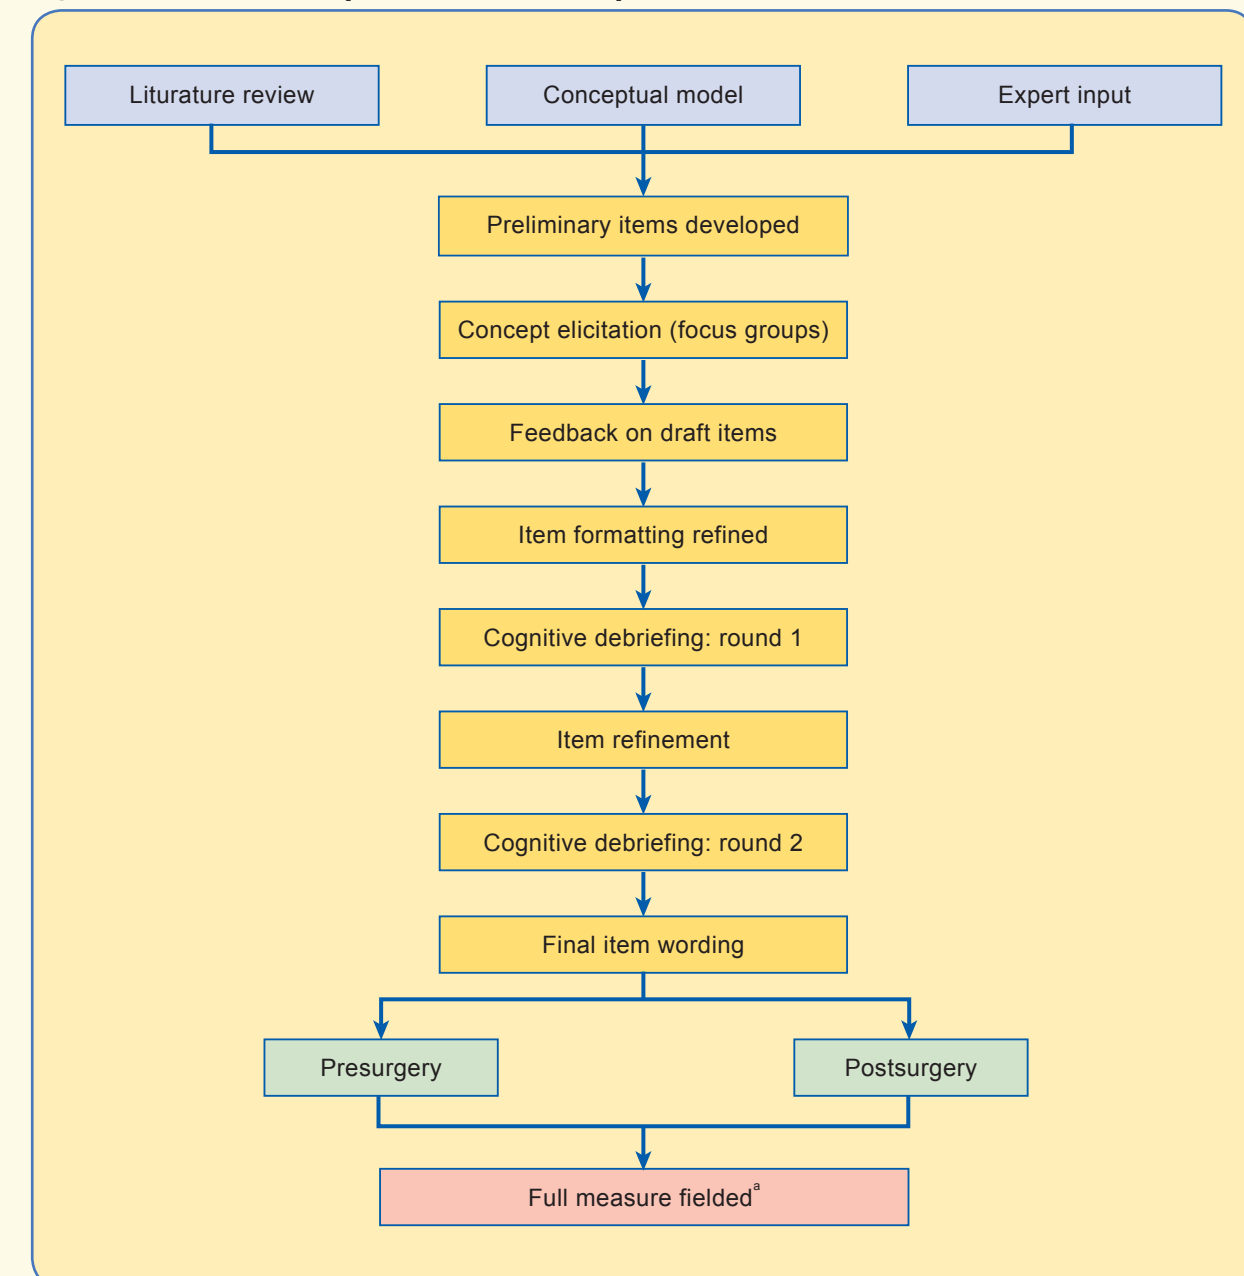 Liturature review
Conceptual model
Expert input
Preliminary items developed
Concept elicitation (focus groups)
Feedback on draft items
Item formatting refined
Cognitive debriefing: round 1
Item refinement
Cognitive debriefing: round 2
Final item wording
Presurgery
Postsurgery
Full measure fielded^a